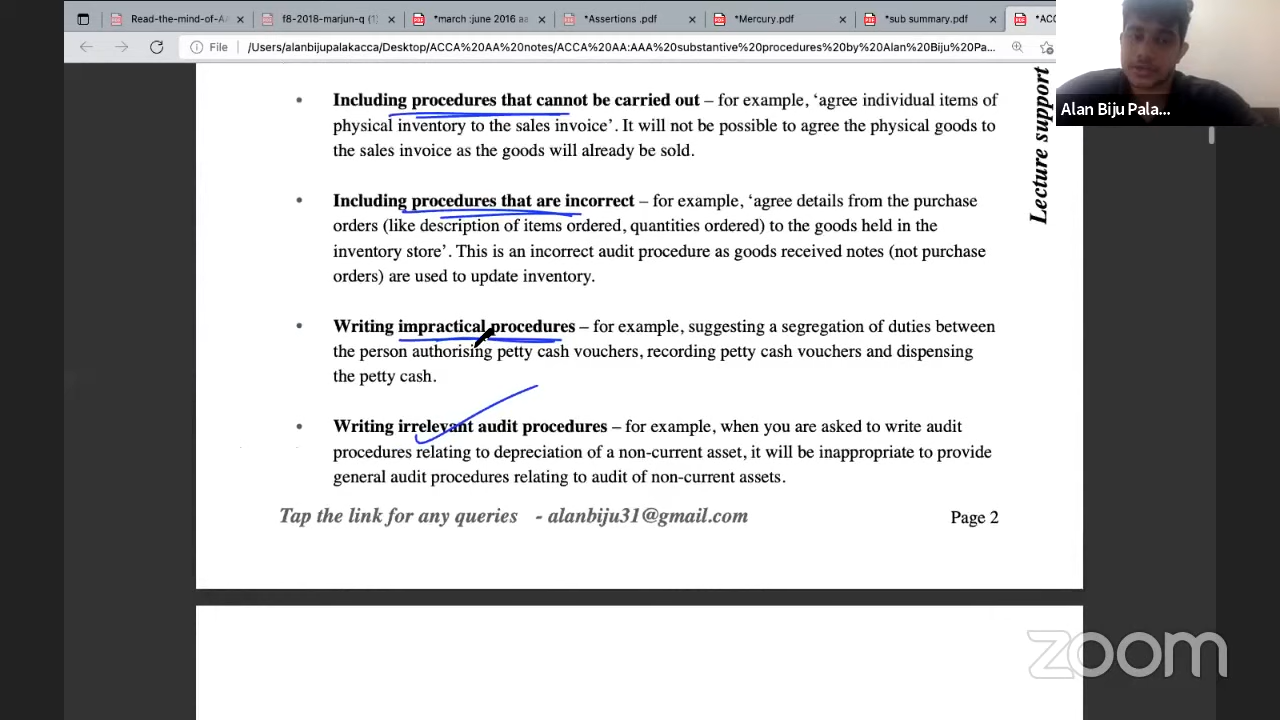 Read-the-mind-of-A
f8-2018-marjun-q (1)
*march :june 2016 aa
*Assertions .pdf
*Mercury.pdf
*sub summary.pdf
*ACC
File
/Users/alanbijupalakacca/Desktop/ACCA%20AA%20notes/ACCA%20AA:AAA%20substantive%20procedures%20by%20Alan%20Biju%20Pa...
Alan Biju Pala...
Lecture support
• Including procedures that cannot be carried out – for example, ‘agree individual items of
physical inventory to the sales invoice’. It will not be possible to agree the physical goods to
the sales invoice as the goods will already be sold.
• Including procedures that are incorrect – for example, ‘agree details from the purchase
orders (like description of items ordered, quantities ordered) to the goods held in the
inventory store’. This is an incorrect audit procedure as goods received notes (not purchase
orders) are used to update inventory.
• Writing impractical procedures – for example, suggesting a segregation of duties between
the person authorising petty cash vouchers, recording petty cash vouchers and dispensing
the petty cash.
• Writing irrelevant audit procedures – for example, when you are asked to write audit
procedures relating to depreciation of a non-current asset, it will be inappropriate to provide
general audit procedures relating to audit of non-current assets.
Tap the link for any queries - alanbiju31@gmail.com
Page 2
zoom